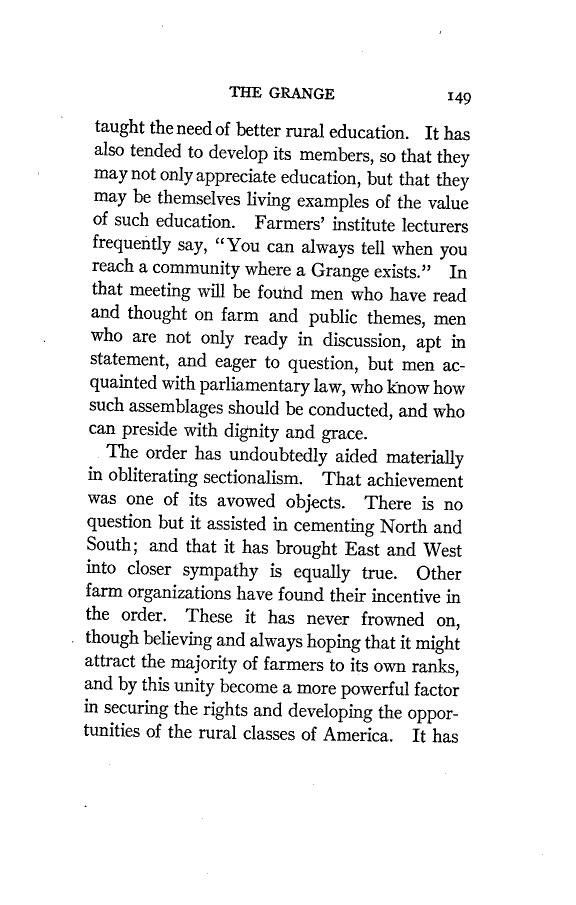 THE GRANGE 149
taught the need of better rural education. It has
also tended to develop its members, so that they
may not only appreciate education, but that they
may be themselves living examples of the value
of such education. Farmers' institute lecturers
frequently say, "You can always tell when you
reach a community where a Grange exists." In
that meeting will be found men who have read
and thought on farm and public themes, men
who are not only ready in discussion, apt in
statement, and eager to question, but men ac-
quainted with parliamentary law, who know how
such assemblages should be conducted, and who
can preside with dignity and grace.
The order has undoubtedly aided materially
in obliterating sectionalism. That achievement
was one of its avowed objects. There is no
question but it assisted in cementing North and
South; and that it has brought East and West
into closer sympathy is equally true. Other
farm organizations have found their incentive in
the order. These it has never frowned on,
though believing and always hoping that it might
attract the majority of farmers to its own ranks,
and by this unity become a more powerful factor
in securing the rights and developing the oppor-
tunities of the rural classes of America. It has